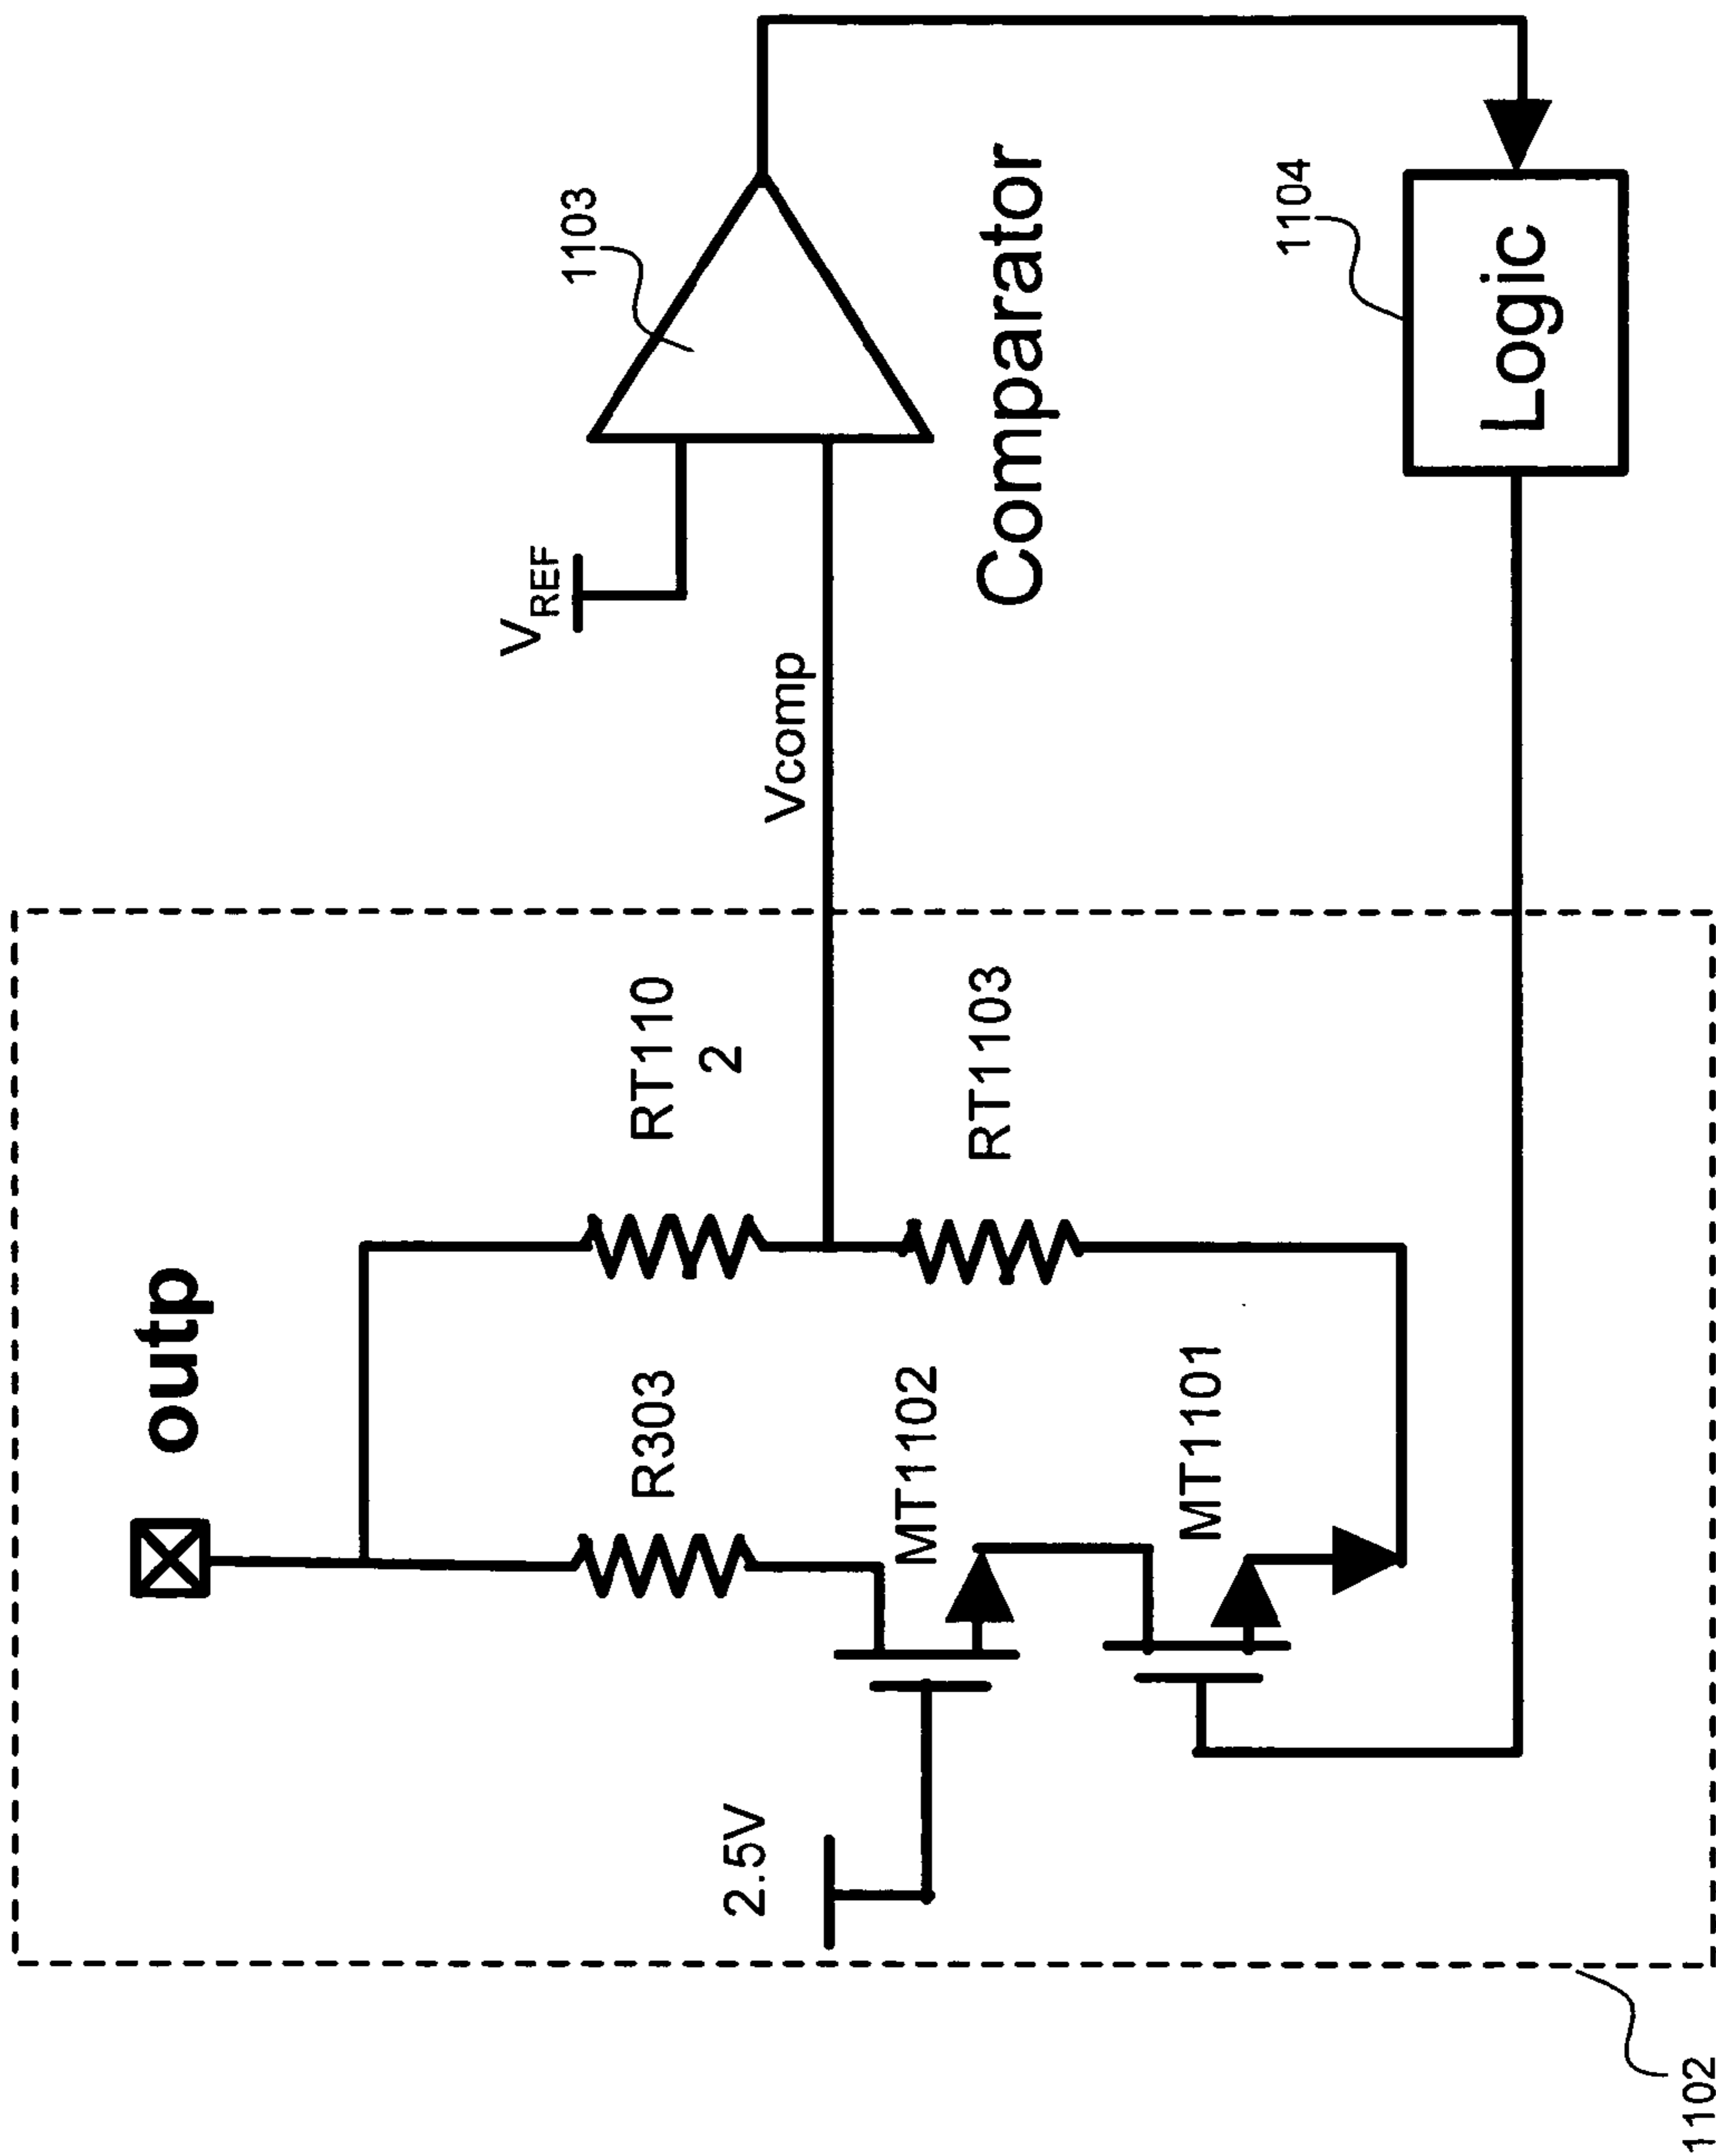 outp
R303
RT110
2
RT1103
MT1102
MT1101
2.5V
Vcomp
VREF
1103
Comparator
1104
Logic
1102